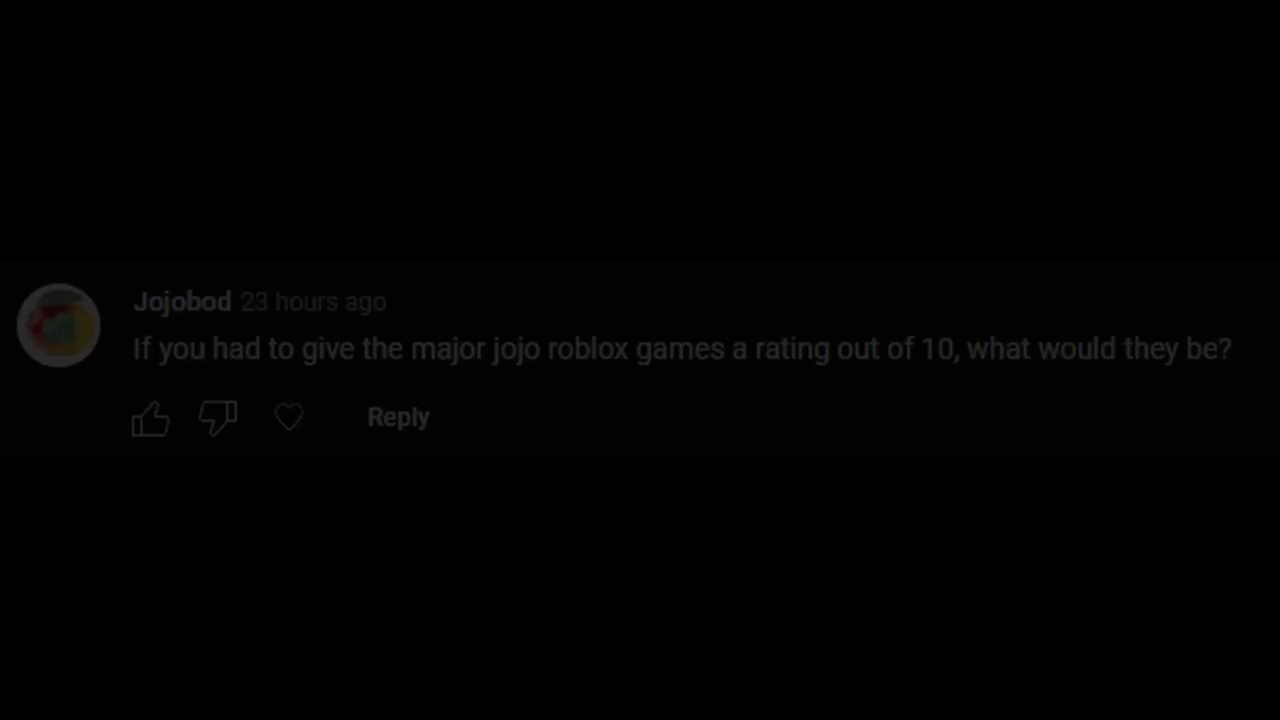 Jojobod 23 hours ago
If you had to give the major jojo roblox games a rating out of 10, what would they be?
Reply